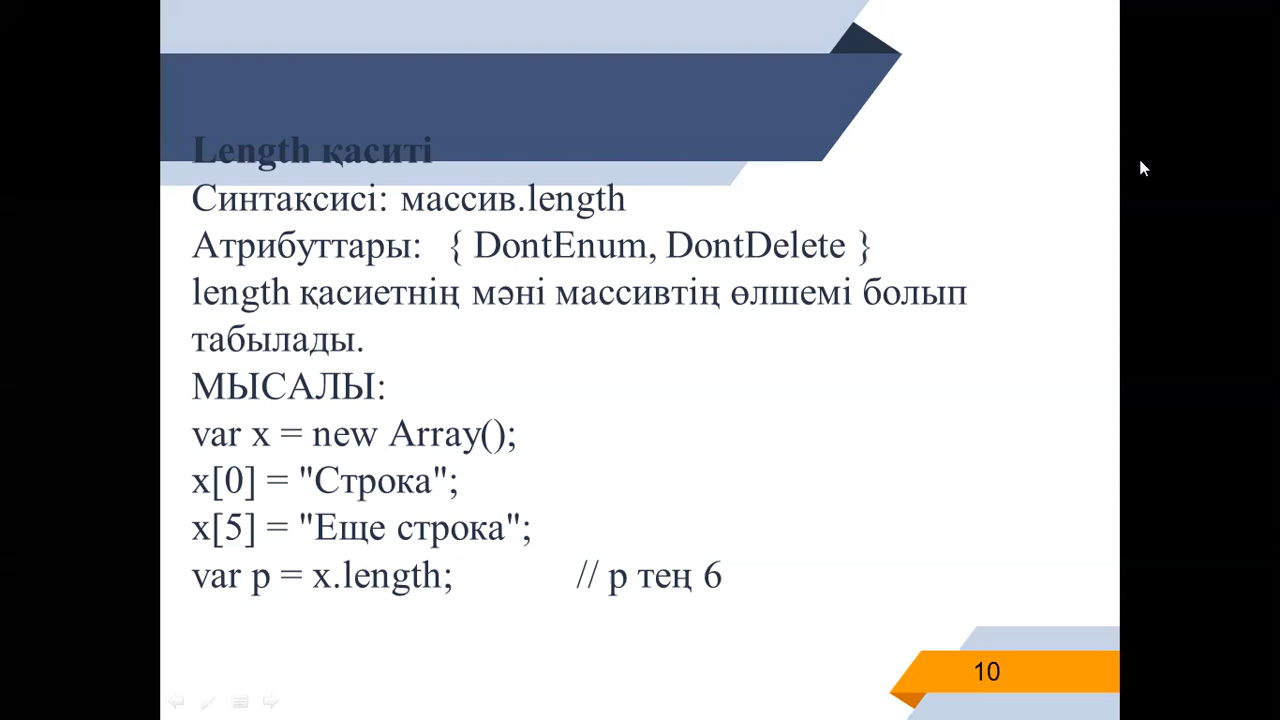 Length қаситі
Синтаксисі: массив.length
Атрибуттары: { DontEnum, DontDelete }
length қасиетнің мәні массивтің өлшемі болып
табылады.
МЫСАЛЫ:
var x = new Array();
x[0] = "Строка";
x[5] = "Еще строка";
var p = x.length; // p тең 6
10